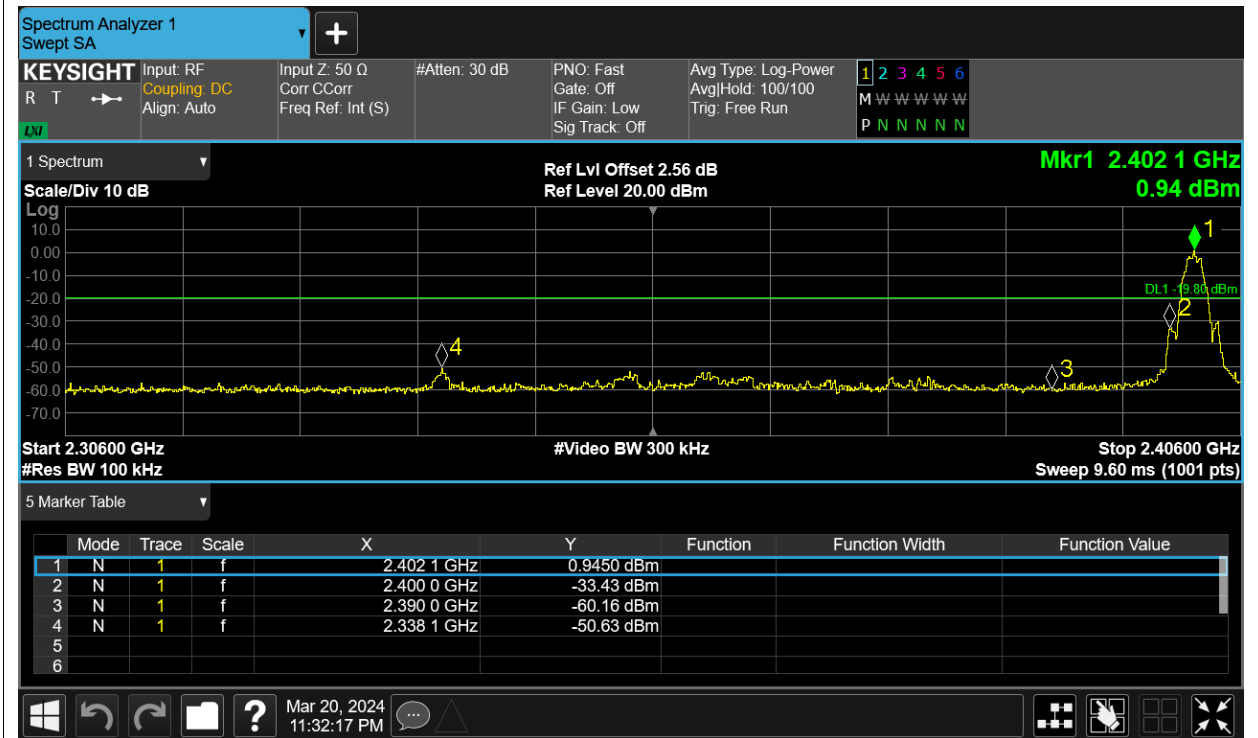 Spectrum Analyzer 1
Swept SA
KEYSIGHT
R T
LXI
Input: RF
Coupling: DC
Align: Auto
Input Z: 50 Ω
Corr CCorr
Freq Ref: Int (S)
#Atten: 30 dB
PNO: Fast
Gate: Off
IF Gain: Low
Sig Track: Off
Avg Type: Log-Power
Avg|Hold: 100/100
Trig: Free Run
1 2 3 4 5 6
M W W W W W
P N N N N N
1 Spectrum
Scale/Div 10 dB
Ref Lvl Offset 2.56 dB
Ref Level 20.00 dBm
Mkr1 2.402 1 GHz
0.94 dBm
Log
10.0
0.00
-10.0
-20.0
-30.0
-40.0
-50.0
-60.0
-70.0
1
DL1 -19.80 dBm
2
4
3
Start 2.30600 GHz
#Video BW 300 kHz
Stop 2.40600 GHz
#Res BW 100 kHz
Sweep 9.60 ms (1001 pts)
5 Marker Table
Mode Trace Scale X Y Function Function Width Function Value
1 N 1 f 2.402 1 GHz 0.9450 dBm
2 N 1 f 2.400 0 GHz -33.43 dBm
3 N 1 f 2.390 0 GHz -60.16 dBm
4 N 1 f 2.338 1 GHz -50.63 dBm
5
6
?
Mar 20, 2024
11:32:17 PM